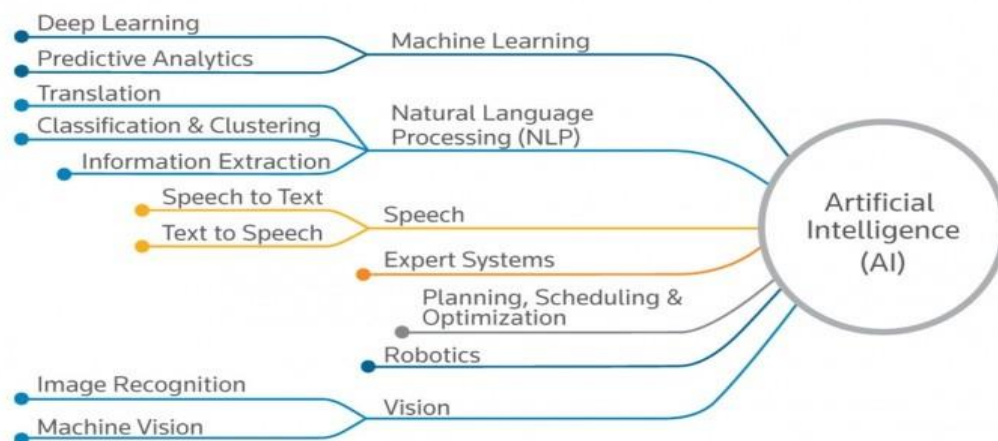 Deep Learning
Predictive Analytics
Machine Learning
Translation
Classification & Clustering
Information Extraction
Natural Language
Processing (NLP)
Speech to Text
Text to Speech
Speech
Expert Systems
Planning, Scheduling &
Optimization
Robotics
Image Recognition
Machine Vision
Vision
Artificial
Intelligence
(AI)